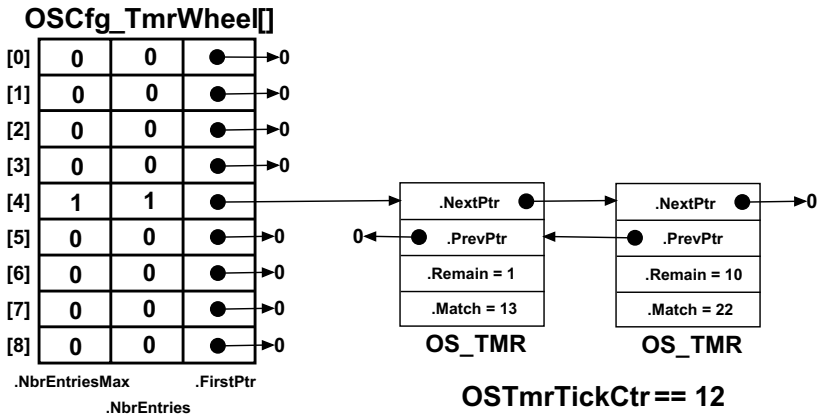 OSCfg_TmrWheel[]
[0] 0 0 0
[1] 0 0 0
[2] 0 0 0
[3] 0 0 0
[4] 1 1 .NextPtr .NextPtr 0
[5] 0 0 0 0 .PrevPtr .PrevPtr
[6] 0 0 0 .Remain = 1 .Remain = 10
[7] 0 0 0 .Match = 13 .Match = 22
[8] 0 0 0 OS_TMR OS_TMR
.NbrEntriesMax .FirstPtr
.NbrEntries
OSTmrTickCtr == 12